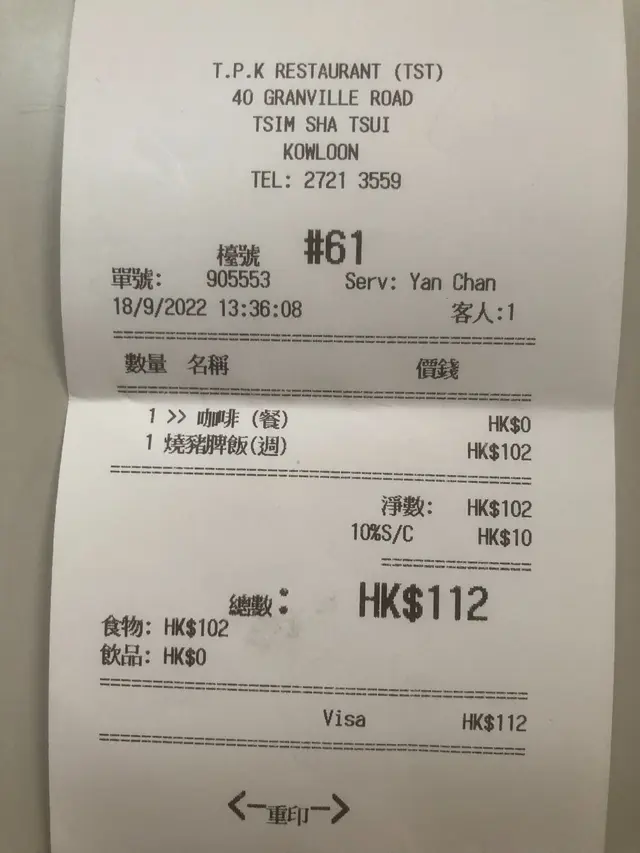 T.P.K RESTAURANT (TST)
40 GRANVILLE ROAD
TSIM SHA TSUI
KOWLOON
TEL: 2721 3559
檯號 #61
單號: 905553 Serv: Yan Chan
18/9/2022 13:36:08 客人:1
數量 名稱 價錢
1 >> 咖啡 (餐) HK$0
1 燒豬脾飯(週) HK$102
淨數: HK$102
10%S/C HK$10
總數: HK$112
食物: HK$102
飲品: HK$0
Visa HK$112
<-重印->